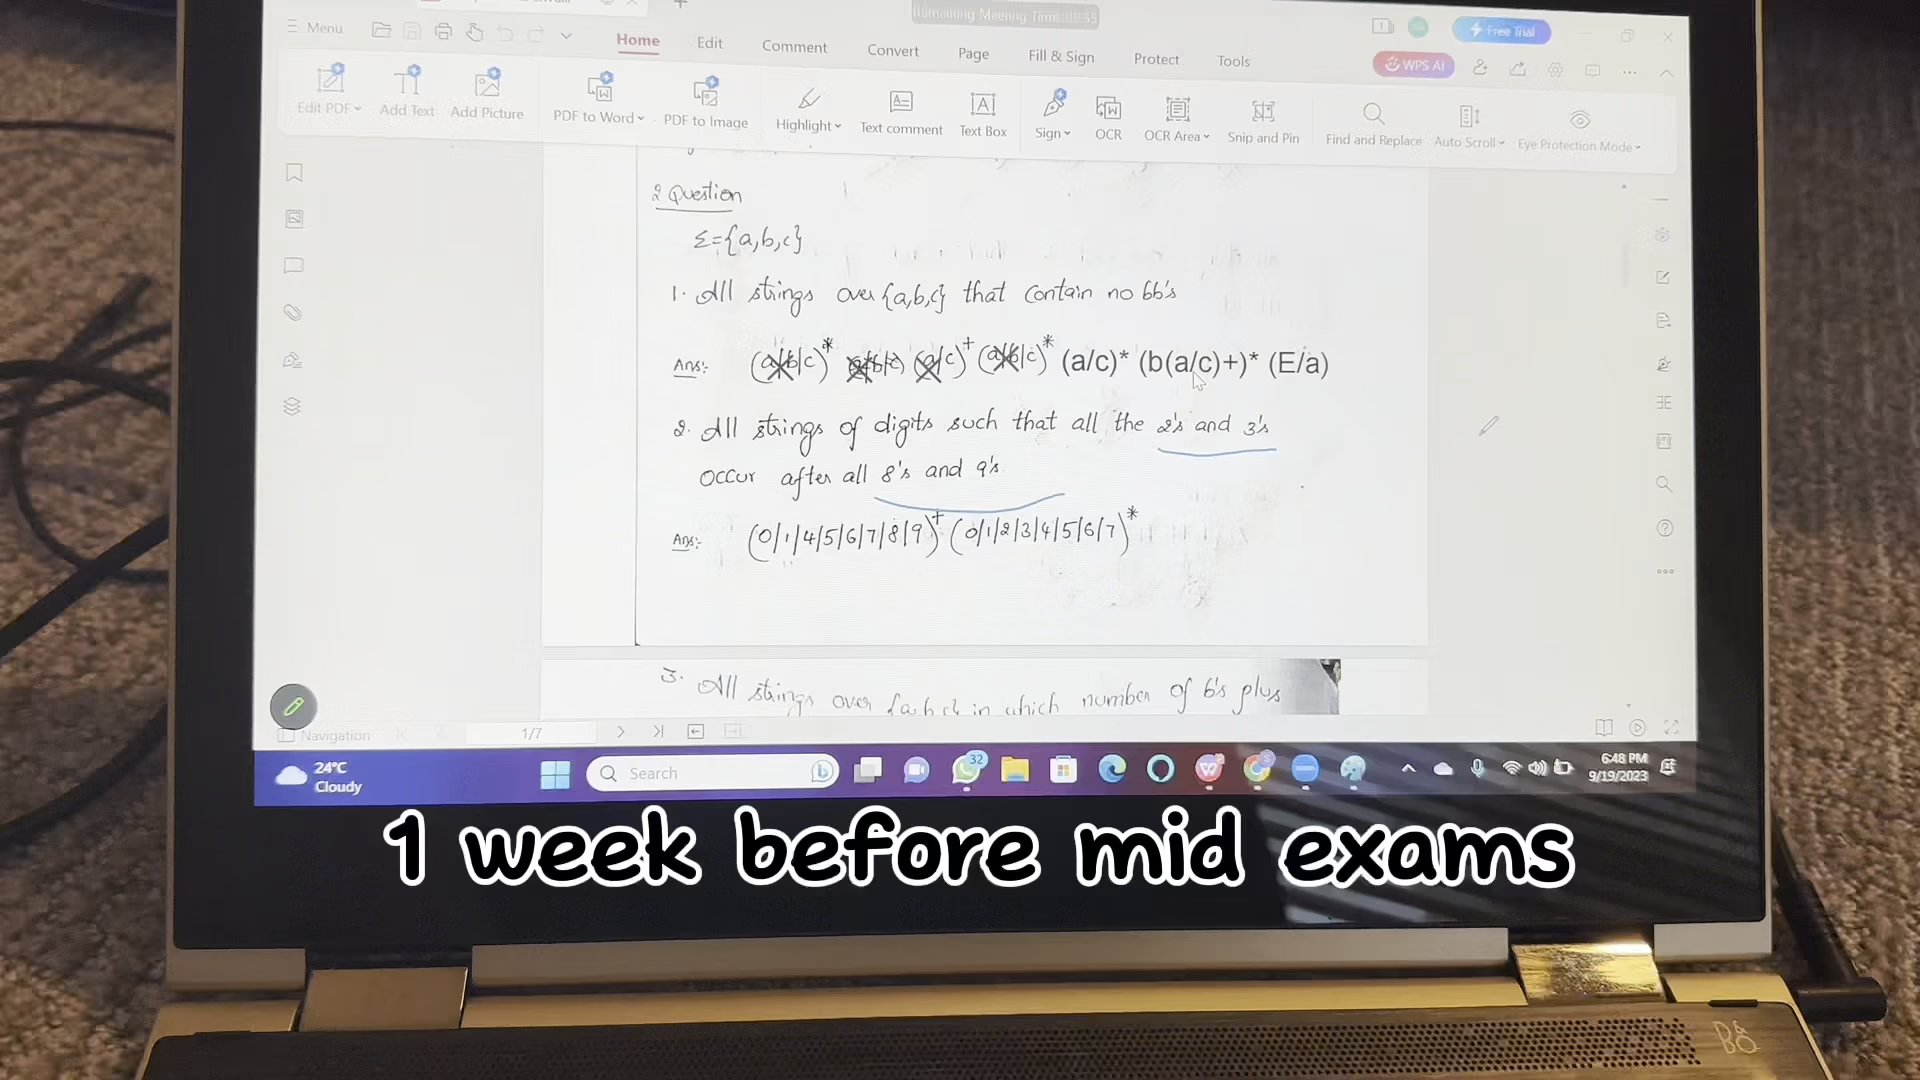 Remaining Meeting Time:
Menu
Home Edit Comment Convert Page Fill & Sign Protect Tools
Free Trial
WPS AI
Edit PDF Add Text Add Picture PDF to Word PDF to Image Highlight Text comment Text Box Sign OCR OCR Area Snip and Pin Find and Replace Auto Scroll Eye Protection Mode
2 Question
Σ={a,b,c}
1. All strings over {a,b,c} that contain no bb's
Ans:- (a/c)* (b(a/c)+)* (E/a)
2. All strings of digits such that all the 2's and 3's
occur after all 8's and 9's.
Ans:- (0/1/4/5/6/7/8/9)+ (0/1/2/3/4/5/6/7)*
3. All strings over {a,b,c} in which number of b's plus
Navigation 1/7
24°C
Cloudy
Search
32
6:48 PM
9/19/2023
1 week before mid exams
B&O